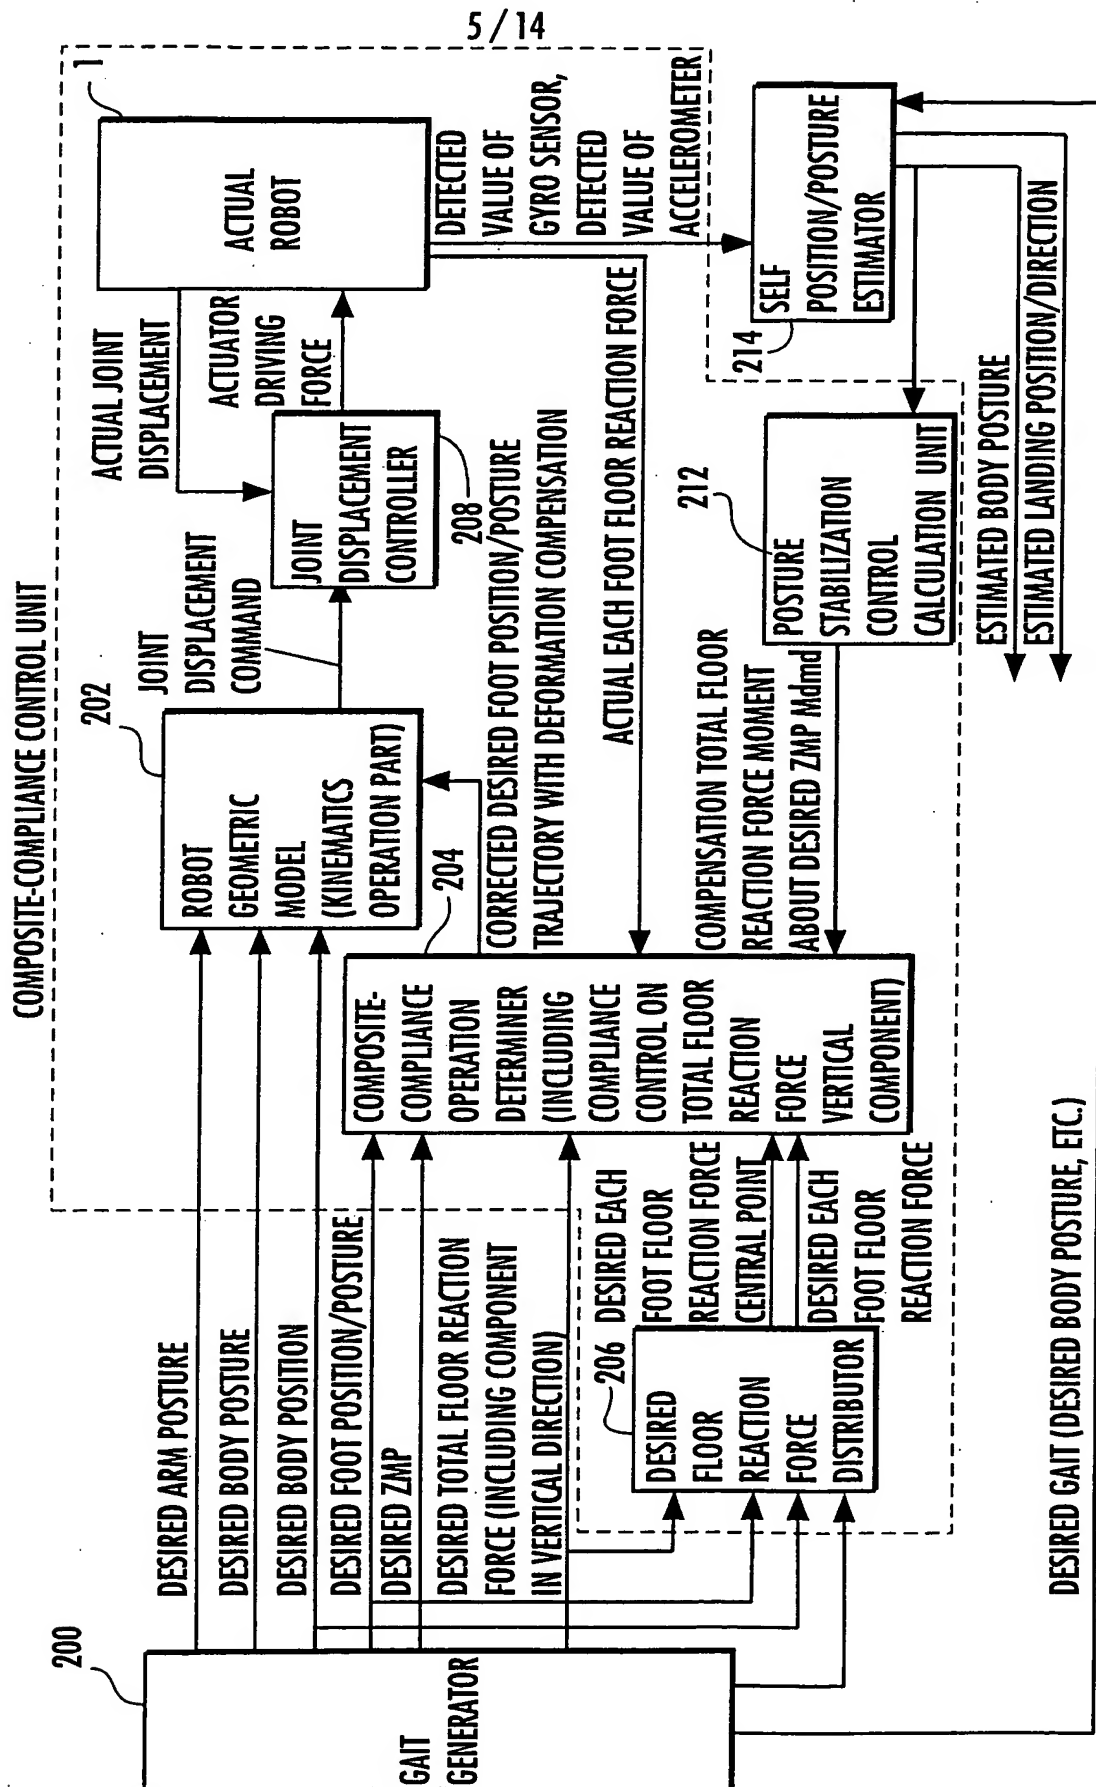 5/14
COMPOSITE-COMPLIANCE CONTROL UNIT
200
GAIT
GENERATOR
DESIRED ARM POSTURE
DESIRED BODY POSTURE
DESIRED BODY POSITION
DESIRED FOOT POSITION/POSTURE
DESIRED ZMP
DESIRED TOTAL FLOOR REACTION
FORCE (INCLUDING COMPONENT
IN VERTICAL DIRECTION)
206
DESIRED
FLOOR
REACTION
FORCE
DISTRIBUTOR
DESIRED EACH
FOOT FLOOR
REACTION FORCE
CENTRAL POINT
DESIRED EACH
FOOT FLOOR
REACTION FORCE
202
ROBOT
GEOMETRIC
MODEL
(KINEMATICS
OPERATION PART)
204
COMPOSITE-
COMPLIANCE
OPERATION
DETERMINER
(INCLUDING
COMPLIANCE
CONTROL ON
TOTAL FLOOR
REACTION
FORCE
VERTICAL
COMPONENT)
JOINT
DISPLACEMENT
COMMAND
JOINT
DISPLACEMENT
CONTROLLER
208
ACTUAL JOINT
DISPLACEMENT
ACTUATOR
DRIVING
FORCE
1
ACTUAL
ROBOT
CORRECTED DESIRED FOOT POSITION/POSTURE
TRAJECTORY WITH DEFORMATION COMPENSATION
ACTUAL EACH FOOT FLOOR REACTION FORCE
DETECTED
VALUE OF
GYRO SENSOR,
DETECTED
VALUE OF
ACCELEROMETER
COMPENSATION TOTAL FLOOR
REACTION FORCE MOMENT
ABOUT DESIRED ZMP Mdmd
212
POSTURE
STABILIZATION
CONTROL
CALCULATION UNIT
214
SELF
POSITION/POSTURE
ESTIMATOR
ESTIMATED BODY POSTURE
ESTIMATED LANDING POSITION/DIRECTION
DESIRED GAIT (DESIRED BODY POSTURE, ETC.)